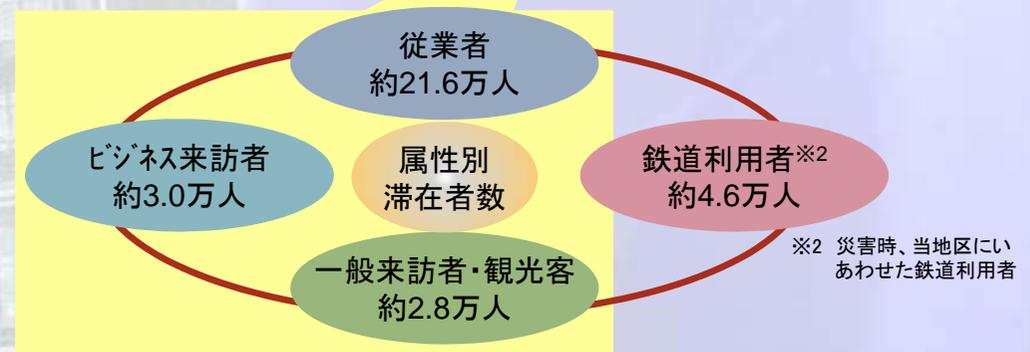 従業者
約21.6万人
ﾋﾞｼﾞﾈｽ来訪者
約3.0万人
属性別
滞在者数
鉄道利用者※2
約4.6万人
一般来訪者・観光客
約2.8万人
※2 災害時、当地区にい
あわせた鉄道利用者